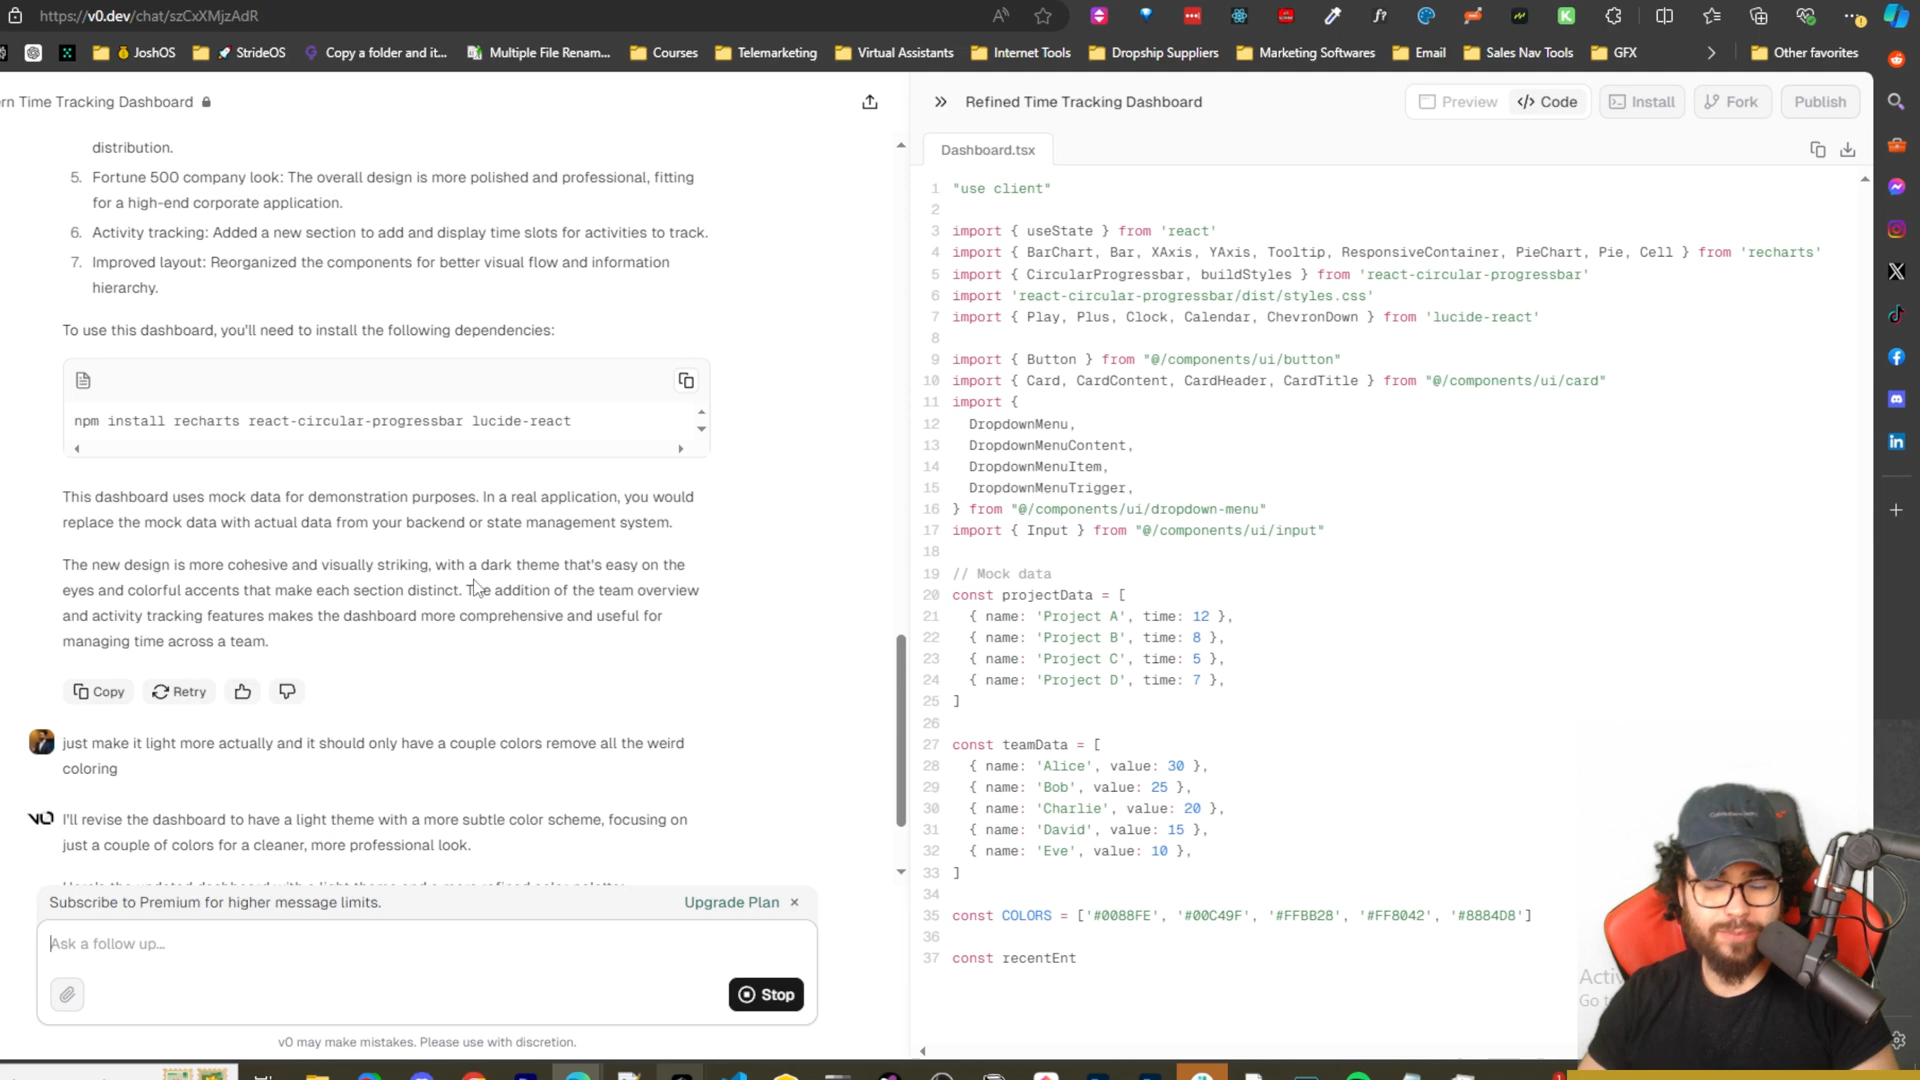 https://v0.dev/chat/szCxXMjzAdR
JoshOS
StrideOS
Copy a folder and it...
Multiple File Renam...
Courses
Telemarketing
Virtual Assistants
Internet Tools
Dropship Suppliers
Marketing Softwares
Email
Sales Nav Tools
GFX
Other favorites
rn Time Tracking Dashboard
distribution.
5. Fortune 500 company look: The overall design is more polished and professional, fitting
for a high-end corporate application.
6. Activity tracking: Added a new section to add and display time slots for activities to track.
7. Improved layout: Reorganized the components for better visual flow and information
hierarchy.
To use this dashboard, you'll need to install the following dependencies:
npm install recharts react-circular-progressbar lucide-react
This dashboard uses mock data for demonstration purposes. In a real application, you would
replace the mock data with actual data from your backend or state management system.
The new design is more cohesive and visually striking, with a dark theme that's easy on the
eyes and colorful accents that make each section distinct. The addition of the team overview
and activity tracking features makes the dashboard more comprehensive and useful for
managing time across a team.
Copy
Retry
just make it light more actually and it should only have a couple colors remove all the weird
coloring
v0
I'll revise the dashboard to have a light theme with a more subtle color scheme, focusing on
just a couple of colors for a cleaner, more professional look.
Here's the updated dashboard with a light theme and a more refined color palette:
Subscribe to Premium for higher message limits.
Upgrade Plan
Ask a follow up...
Stop
v0 may make mistakes. Please use with discretion.
Refined Time Tracking Dashboard
Preview
Code
Install
Fork
Publish
Dashboard.tsx
1 "use client"
2
3 import { useState } from 'react'
4 import { BarChart, Bar, XAxis, YAxis, Tooltip, ResponsiveContainer, PieChart, Pie, Cell } from 'recharts'
5 import { CircularProgressbar, buildStyles } from 'react-circular-progressbar'
6 import 'react-circular-progressbar/dist/styles.css'
7 import { Play, Plus, Clock, Calendar, ChevronDown } from 'lucide-react'
8
9 import { Button } from "@/components/ui/button"
10 import { Card, CardContent, CardHeader, CardTitle } from "@/components/ui/card"
11 import {
12 DropdownMenu,
13 DropdownMenuContent,
14 DropdownMenuItem,
15 DropdownMenuTrigger,
16 } from "@/components/ui/dropdown-menu"
17 import { Input } from "@/components/ui/input"
18
19 // Mock data
20 const projectData = [
21 { name: 'Project A', time: 12 },
22 { name: 'Project B', time: 8 },
23 { name: 'Project C', time: 5 },
24 { name: 'Project D', time: 7 },
25 ]
26
27 const teamData = [
28 { name: 'Alice', value: 30 },
29 { name: 'Bob', value: 25 },
30 { name: 'Charlie', value: 20 },
31 { name: 'David', value: 15 },
32 { name: 'Eve', value: 10 },
33 ]
34
35 const COLORS = ['#0088FE', '#00C49F', '#FFBB28', '#FF8042', '#8884D8']
36
37 const recentEnt
Activ
Go t